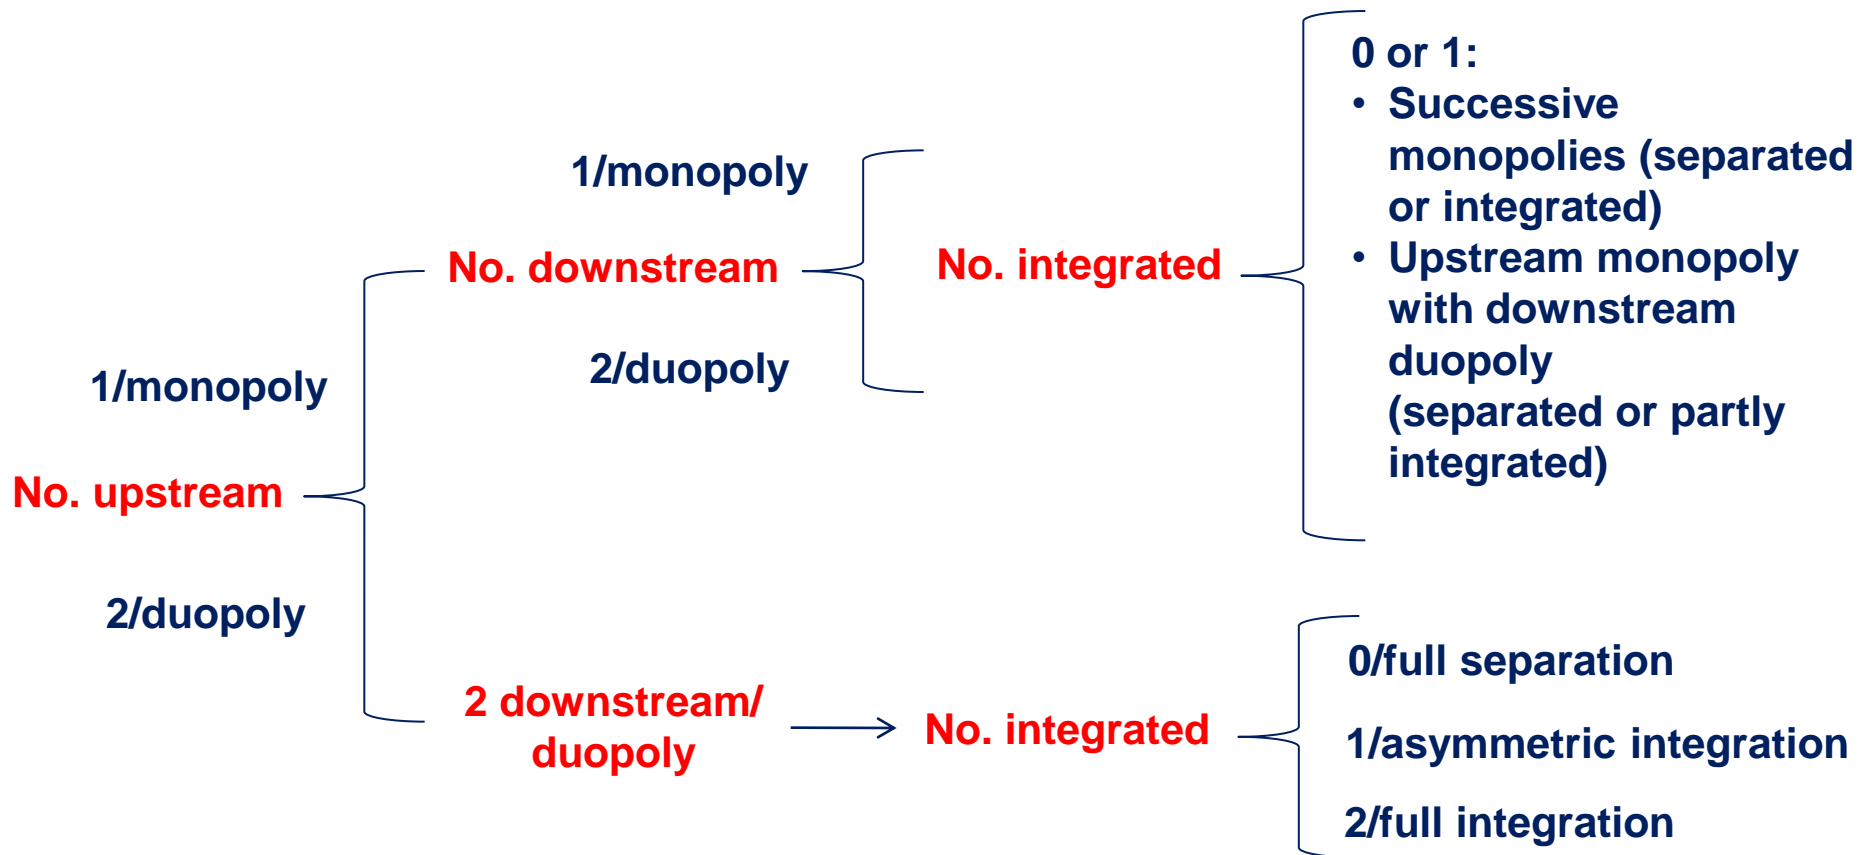 No. upstream
1/monopoly
2/duopoly
No. downstream
1/monopoly
2/duopoly
No. integrated
0 or 1:
• Successive
monopolies (separated
or integrated)
• Upstream monopoly
with downstream
duopoly
(separated or partly
integrated)
2 downstream/
duopoly
No. integrated
0/full separation
1/asymmetric integration
2/full integration